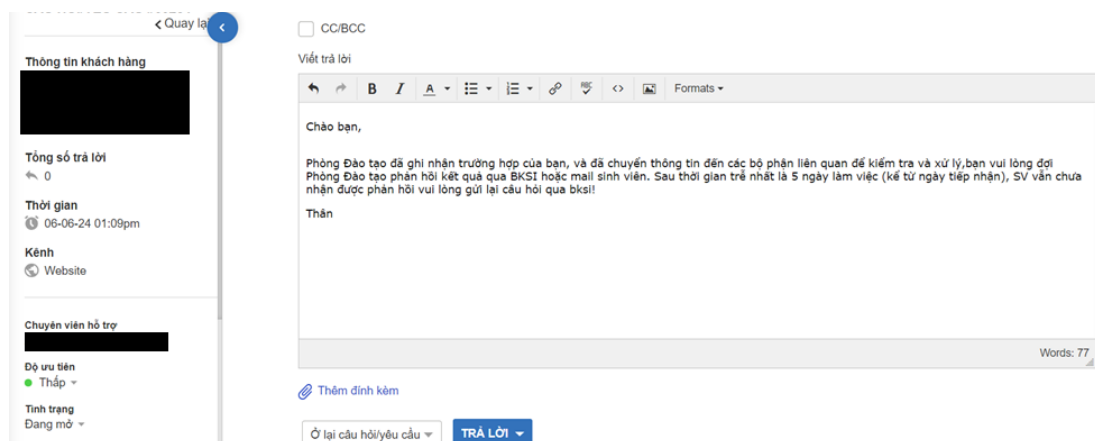 Quay lại
Thông tin khách hàng
Tổng số trả lời
0
Thời gian
06-06-24 01:09pm
Kênh
Website
Chuyên viên hỗ trợ
Độ ưu tiên
Thấp
Tình trạng
Đang mở
CC/BCC
Viết trả lời
B I A ABC Formats
Chào bạn,
Phòng Đào tạo đã ghi nhận trường hợp của bạn, và đã chuyển thông tin đến các bộ phận liên quan để kiểm tra và xử lý,bạn vui lòng đợi
Phòng Đào tạo phản hồi kết quả qua BKSI hoặc mail sinh viên. Sau thời gian trễ nhất là 5 ngày làm việc (kể từ ngày tiếp nhận), SV vẫn chưa
nhận được phản hồi vui lòng gửi lại câu hỏi qua bksi!
Thân
Words: 77
Thêm đính kèm
Ở lại câu hỏi/yêu cầu TRẢ LỜI